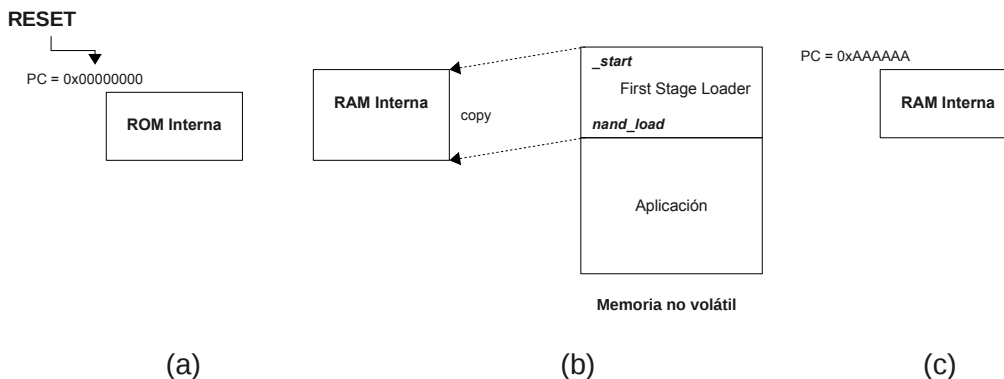 RESET
PC = 0x00000000
ROM Interna
RAM Interna
copy
_start
First Stage Loader
nand_load
Aplicación
Memoria no volátil
PC = 0xAAAAAA
RAM Interna
(a)
(b)
(c)